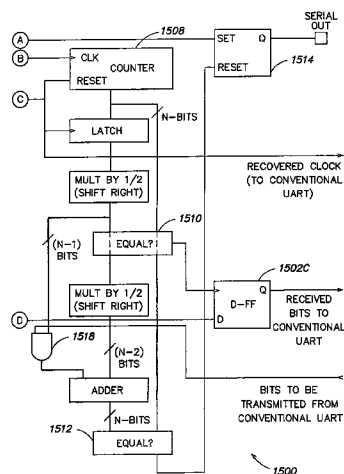 SERIAL
OUT
A
1508
SET Q
B
CLK
COUNTER
RESET
RESET
1514
C
N-BITS
LATCH
RECOVERED CLOCK
(TO CONVENTIONAL
UART)
MULT BY 1/2
(SHIFT RIGHT)
1510
(N-1)
BITS
EQUAL?
1502C
Q
D-FF
D
RECEIVED
BITS TO
CONVENTIONAL
UART
MULT BY 1/2
(SHIFT RIGHT)
D
1518
(N-2)
BITS
ADDER
BITS TO BE
TRANSMITTED FROM
CONVENTIONAL UART
N-BITS
1512
EQUAL?
1500